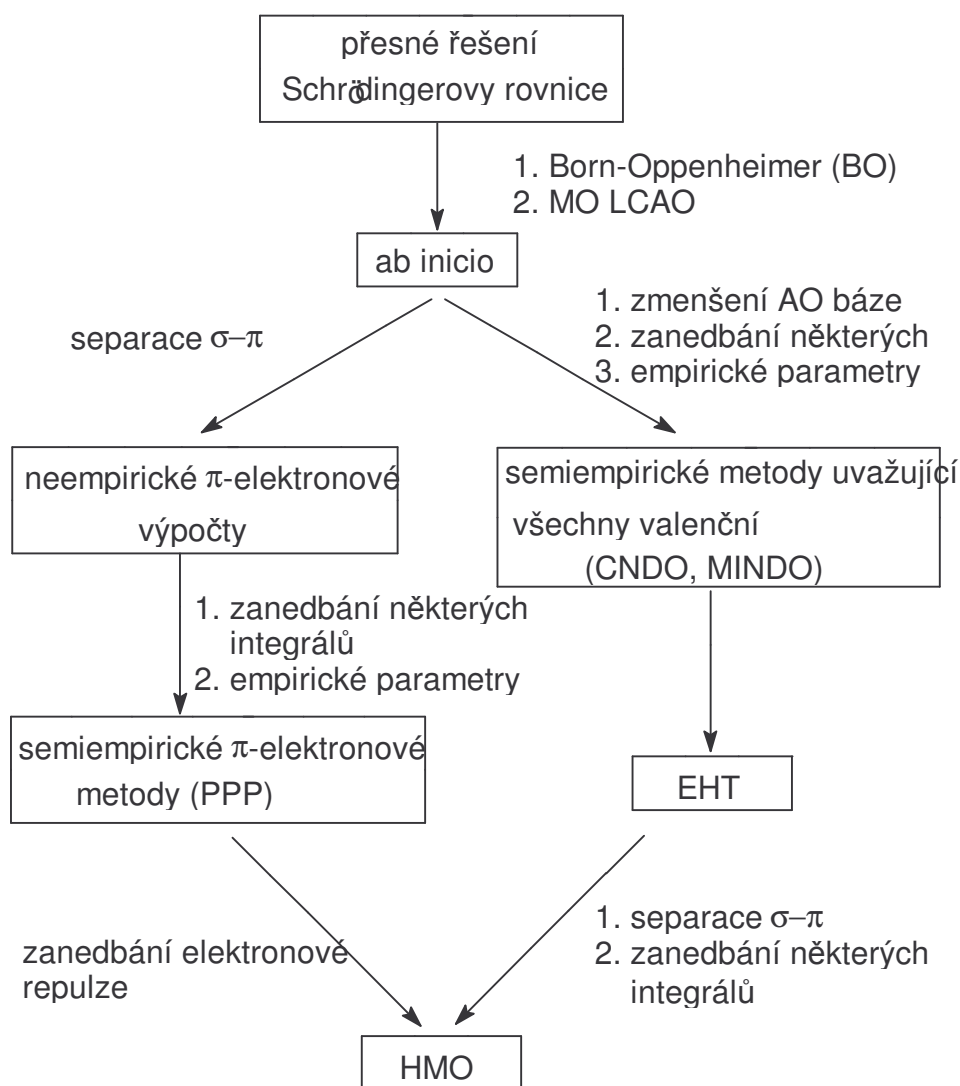 přesné řešení
Schrödingerovy rovnice
1. Born-Oppenheimer (BO)
2. MO LCAO
ab inicio
separace σ–π
1. zmenšení AO báze
2. zanedbání některých
3. empirické parametry
neempirické π-elektronové
výpočty
semiempirické metody uvažující
všechny valenční
(CNDO, MINDO)
1. zanedbání některých
integrálů
2. empirické parametry
semiempirické π-elektronové
metody (PPP)
EHT
zanedbání elektronové
repulze
1. separace σ–π
2. zanedbání některých
integrálů
HMO